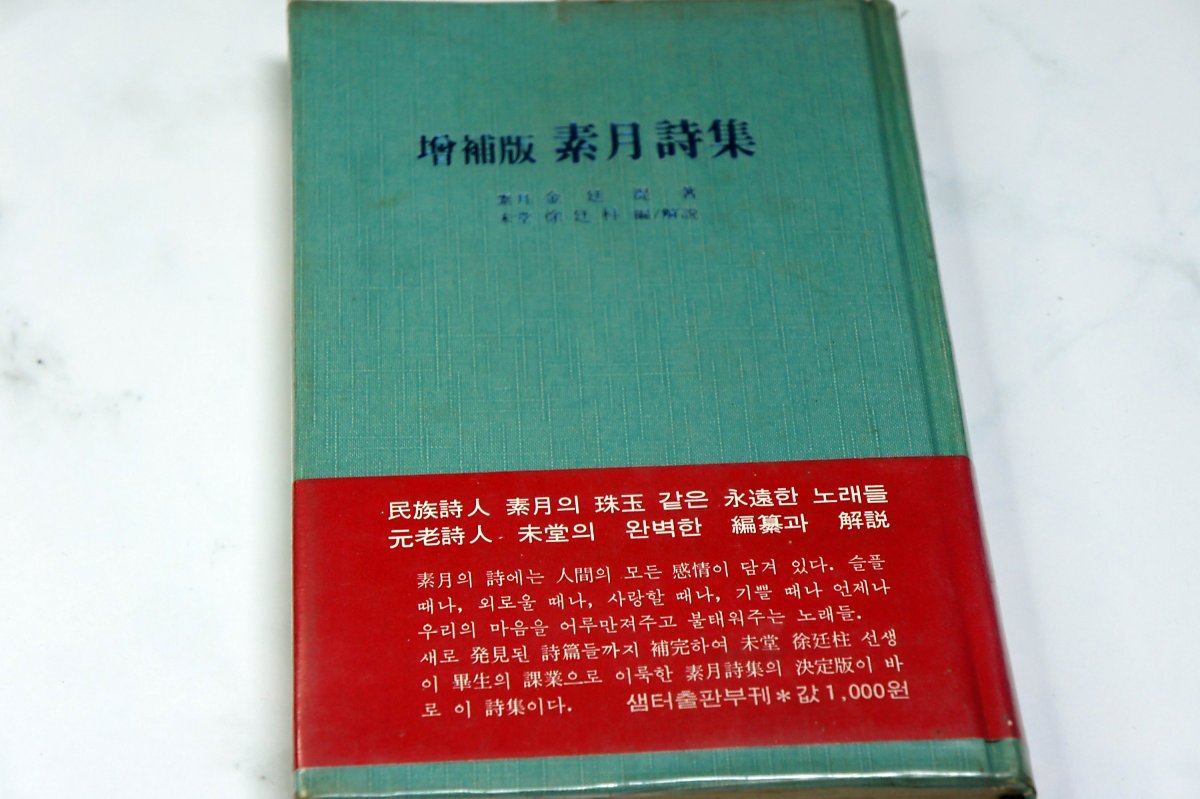 增補版 素月詩集
素月 金廷湜 著
未堂 徐廷柱 編/解說
民族詩人 素月의 珠玉 같은 永遠한 노래들
元老詩人 未堂의 완벽한 編纂과 解説
素月의 詩에는 人間의 모든 感情이 담겨 있다. 슬플
때나, 외로울 때나, 사랑할 때나, 기쁠 때나 언제나
우리의 마음을 어루만져주고 불태워주는 노래들.
새로 発見된 詩篇들까지 補完하여 未堂 徐廷柱 선생
이 畢生의 課業으로 이룩한 素月詩集의 決定版이 바
로 이 詩集이다. 샘터출판부刊*값1,000원